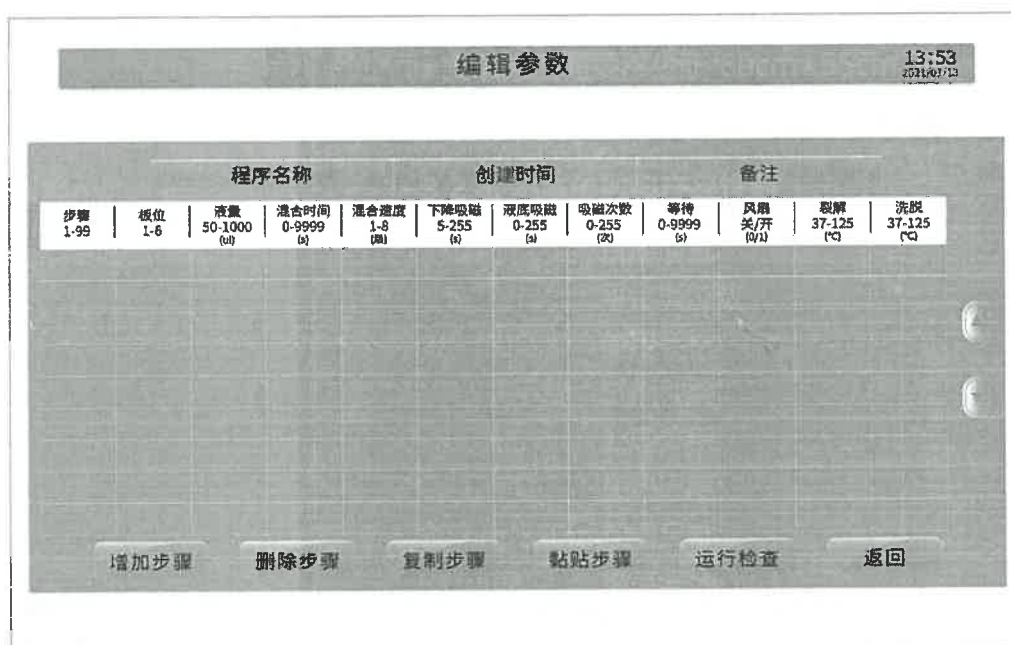 编辑参数
13:53
2021/07/13
程序名称 创建时间 备注
步骤 板位 液量 混合时间 混合速度 下降吸磁 液底吸磁 吸磁次数 等待 风扇 裂解 洗脱
1-99 1-6 50-1000 0-9999 1-8 5-255 0-255 0-255 0-9999 关/开 37-125 37-125
(ul) (s) (s) (s) (次) (s) (0/1) (℃) (℃)
增加步骤 删除步骤 复制步骤 黏贴步骤 运行检查 返回